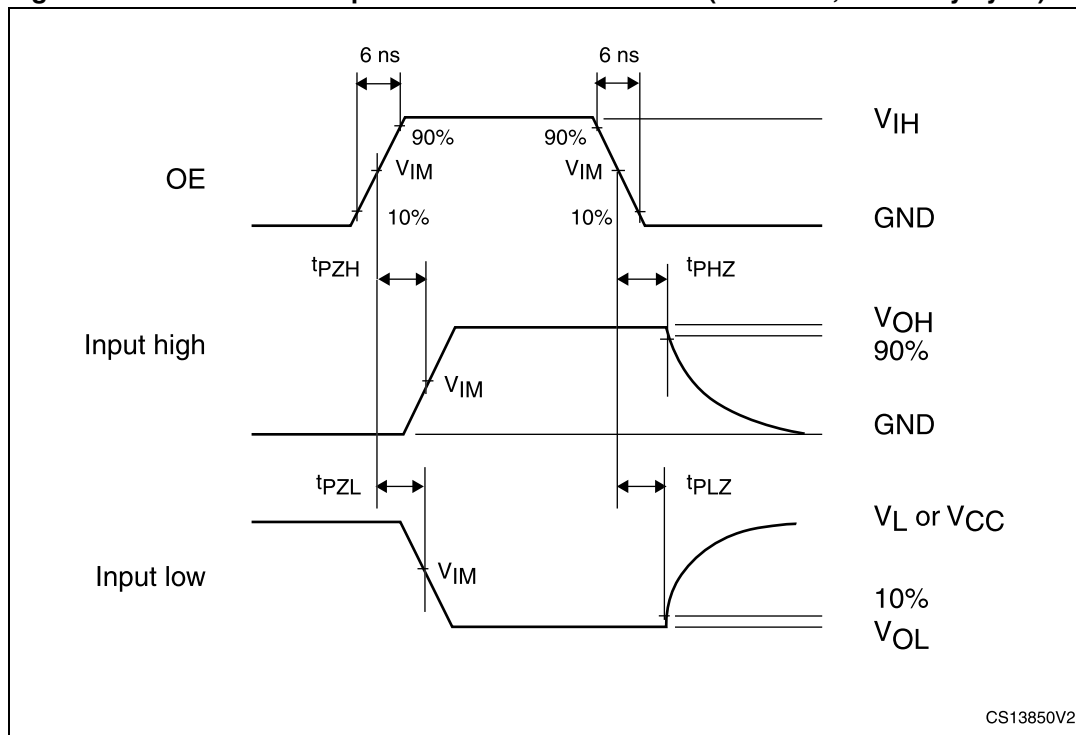 6 ns
6 ns
VIH
90%
90%
OE
VIM
VIM
10%
10%
GND
tPZH
tPHZ
VOH
Input high
90%
VIM
GND
tPZL
tPLZ
VL or VCC
Input low
VIM
10%
VOL
CS13850V2